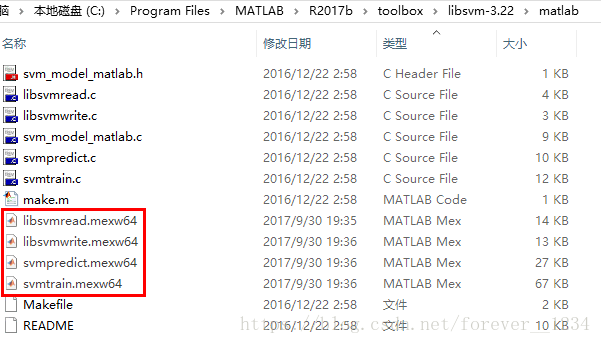 脑 › 本地磁盘 (C:) › Program Files › MATLAB › R2017b › toolbox › libsvm-3.22 › matlab
名称 修改日期 类型 大小
svm_model_matlab.h 2016/12/22 2:58 C Header File 1 KB
libsvmread.c 2016/12/22 2:58 C Source File 4 KB
libsvmwrite.c 2016/12/22 2:58 C Source File 3 KB
svm_model_matlab.c 2016/12/22 2:58 C Source File 9 KB
svmpredict.c 2016/12/22 2:58 C Source File 10 KB
svmtrain.c 2016/12/22 2:58 C Source File 12 KB
make.m 2016/12/22 2:58 MATLAB Code 1 KB
libsvmread.mexw64 2017/9/30 19:35 MATLAB Mex 14 KB
libsvmwrite.mexw64 2017/9/30 19:36 MATLAB Mex 13 KB
svmpredict.mexw64 2017/9/30 19:36 MATLAB Mex 27 KB
svmtrain.mexw64 2017/9/30 19:36 MATLAB Mex 67 KB
Makefile 2016/12/22 2:58 文件 2 KB
README 2016/12/22 2:58 文件 10 KB
https://blog.csdn.net/forever__1234